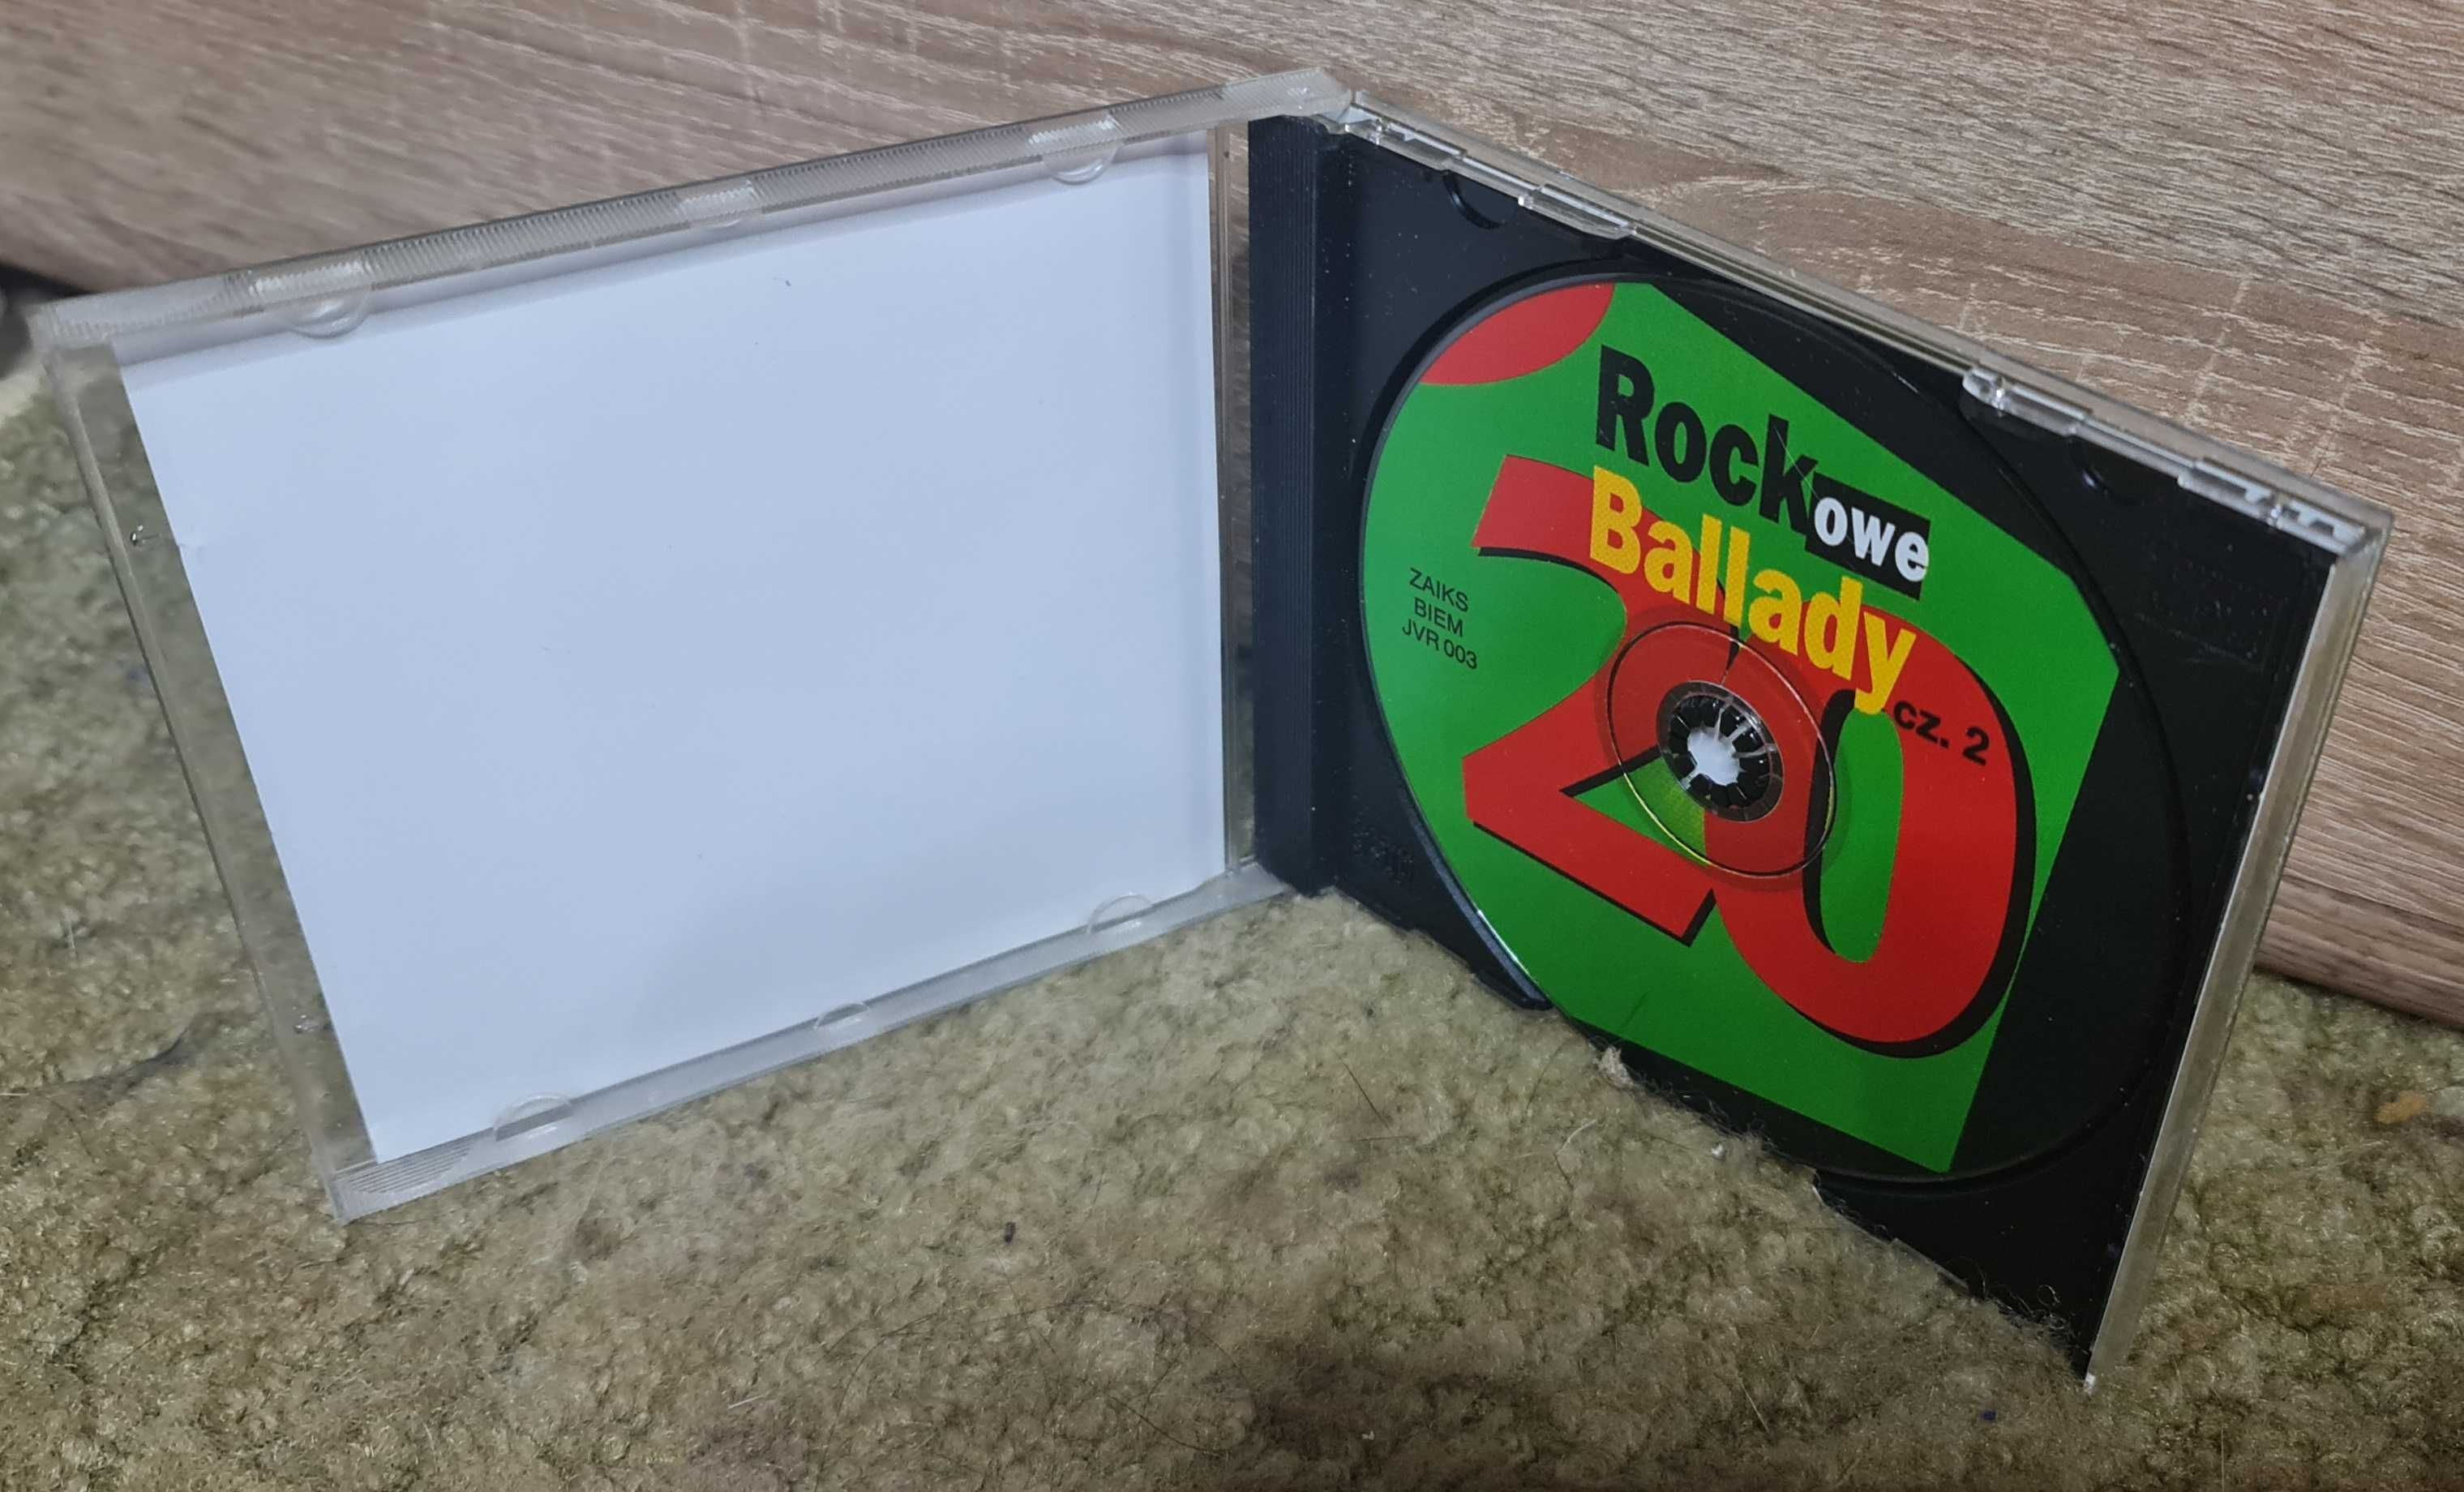 Rockowe
Ballady
cz. 2
20
ZAIKS
BIEM
JVR 003